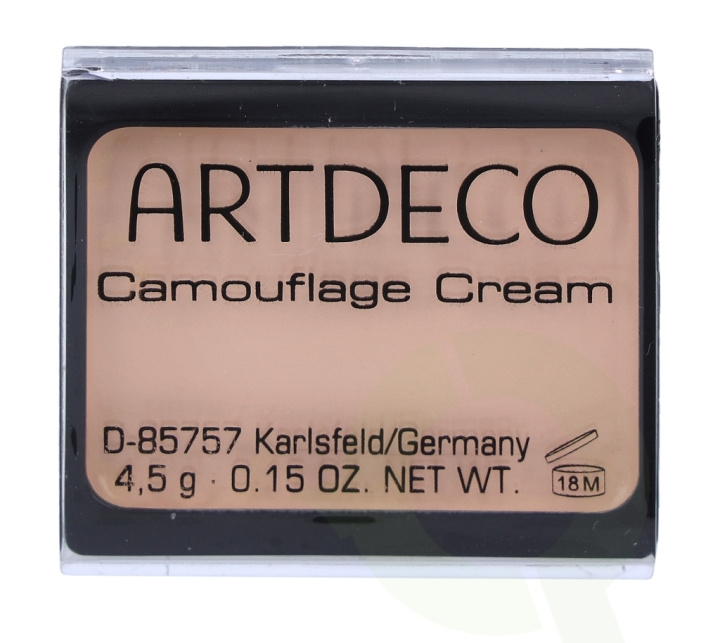 ARTDECO
Camouflage Cream
D-85757 Karlsfeld/Germany
4,5 g · 0.15 OZ. NET WT.
18M